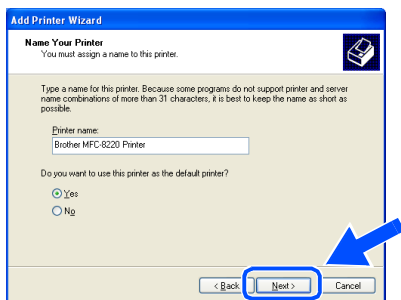 Add Printer Wizard
Name Your Printer
You must assign a name to this printer.
Type a name for this printer. Because some programs do not support printer and server
name combinations of more than 31 characters, it is best to keep the name as short as
possible.
Printer name:
Brother MFC-8220 Printer
Do you want to use this printer as the default printer?
Yes
No
< Back
Next >
Cancel